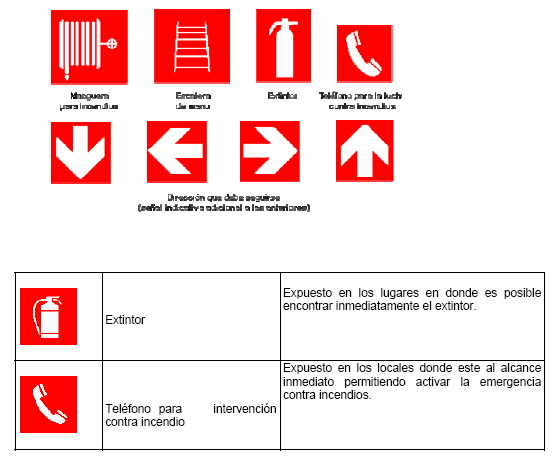 Manguera
para incendios
Escalera
de mano
Extintor
Teléfono para la lucha
contra incendios
Dirección que debe seguirse
(señal indicativa adicional a las anteriores)
Extintor
Expuesto en los lugares en donde es posible
encontrar inmediatamente el extintor.
Teléfono para intervención
contra incendio
Expuesto en los locales donde este al alcance
inmediato permitiendo activar la emergencia
contra incendios.